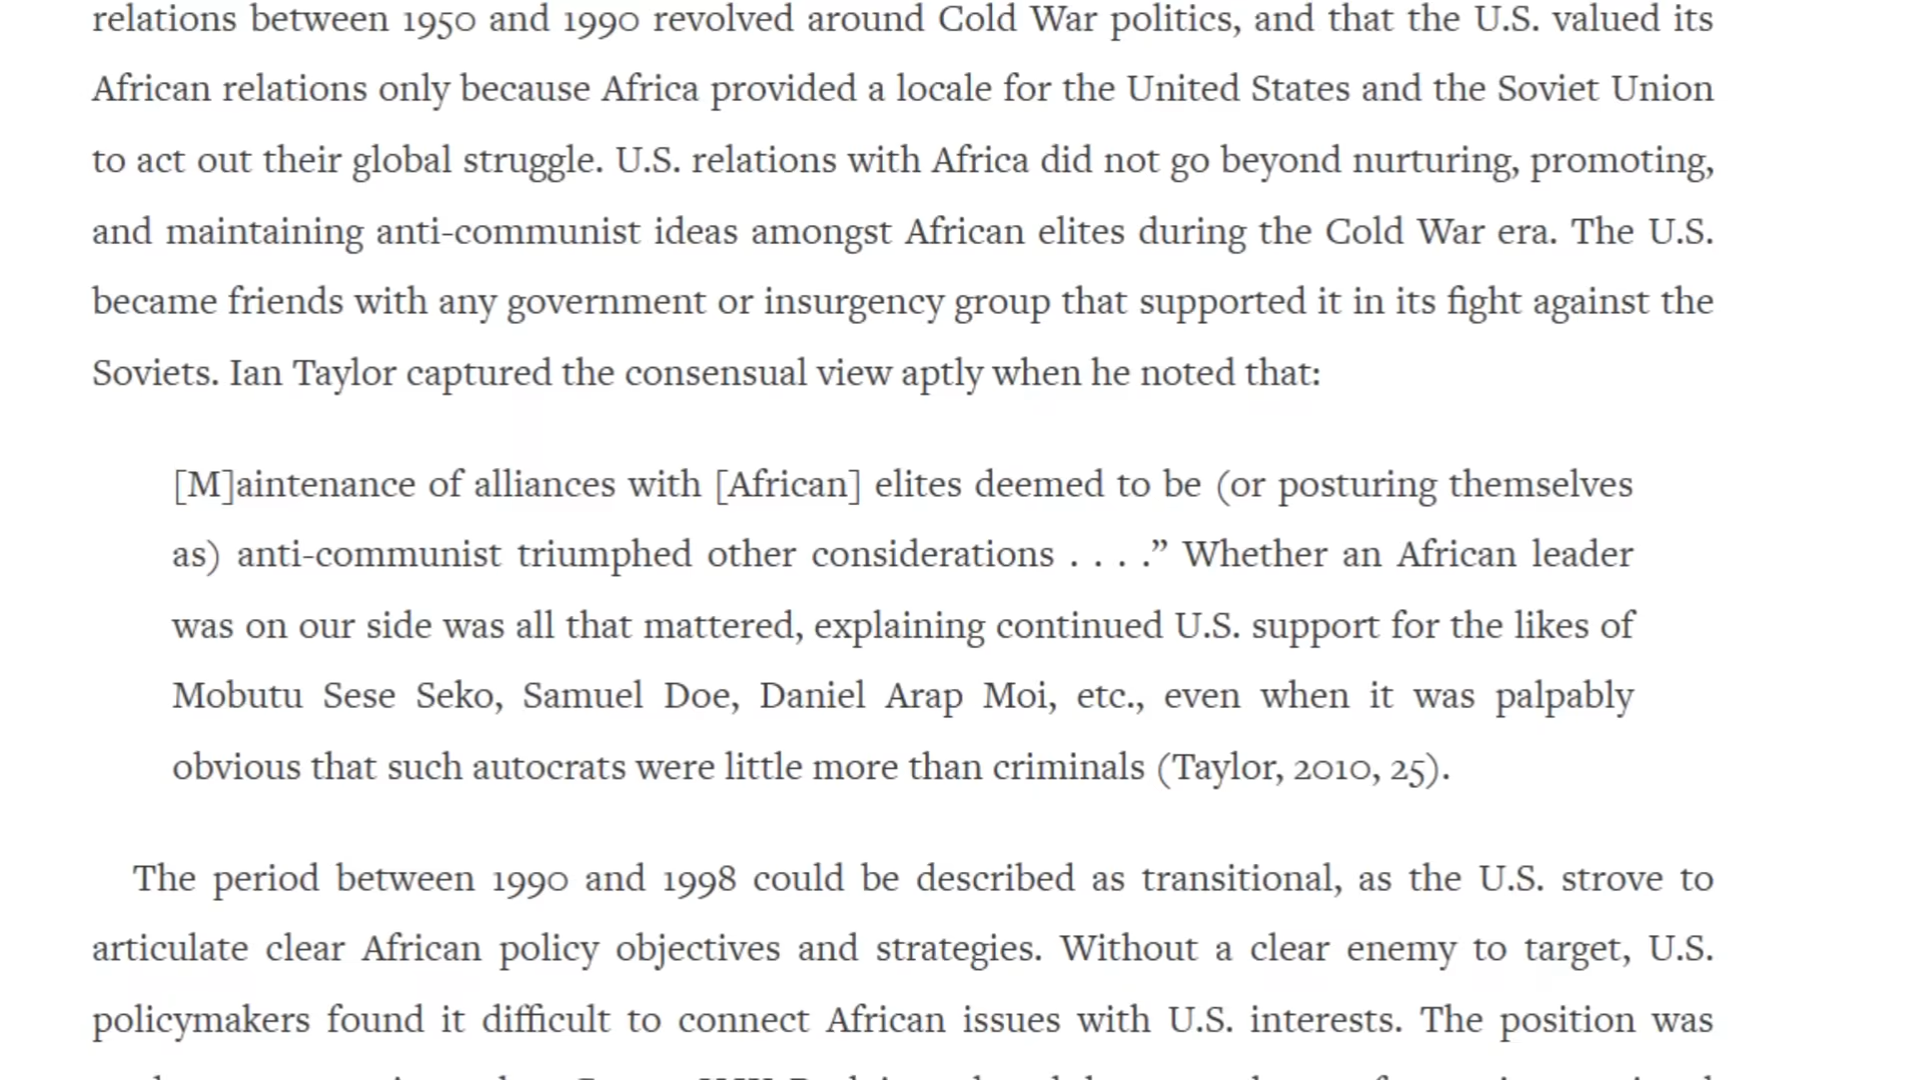 relations between 1950 and 1990 revolved around Cold War politics, and that the U.S. valued its
African relations only because Africa provided a locale for the United States and the Soviet Union
to act out their global struggle. U.S. relations with Africa did not go beyond nurturing, promoting,
and maintaining anti-communist ideas amongst African elites during the Cold War era. The U.S.
became friends with any government or insurgency group that supported it in its fight against the
Soviets. Ian Taylor captured the consensual view aptly when he noted that:
[M]aintenance of alliances with [African] elites deemed to be (or posturing themselves
as) anti-communist triumphed other considerations . . . .” Whether an African leader
was on our side was all that mattered, explaining continued U.S. support for the likes of
Mobutu Sese Seko, Samuel Doe, Daniel Arap Moi, etc., even when it was palpably
obvious that such autocrats were little more than criminals (Taylor, 2010, 25).
The period between 1990 and 1998 could be described as transitional, as the U.S. strove to
articulate clear African policy objectives and strategies. Without a clear enemy to target, U.S.
policymakers found it difficult to connect African issues with U.S. interests. The position was